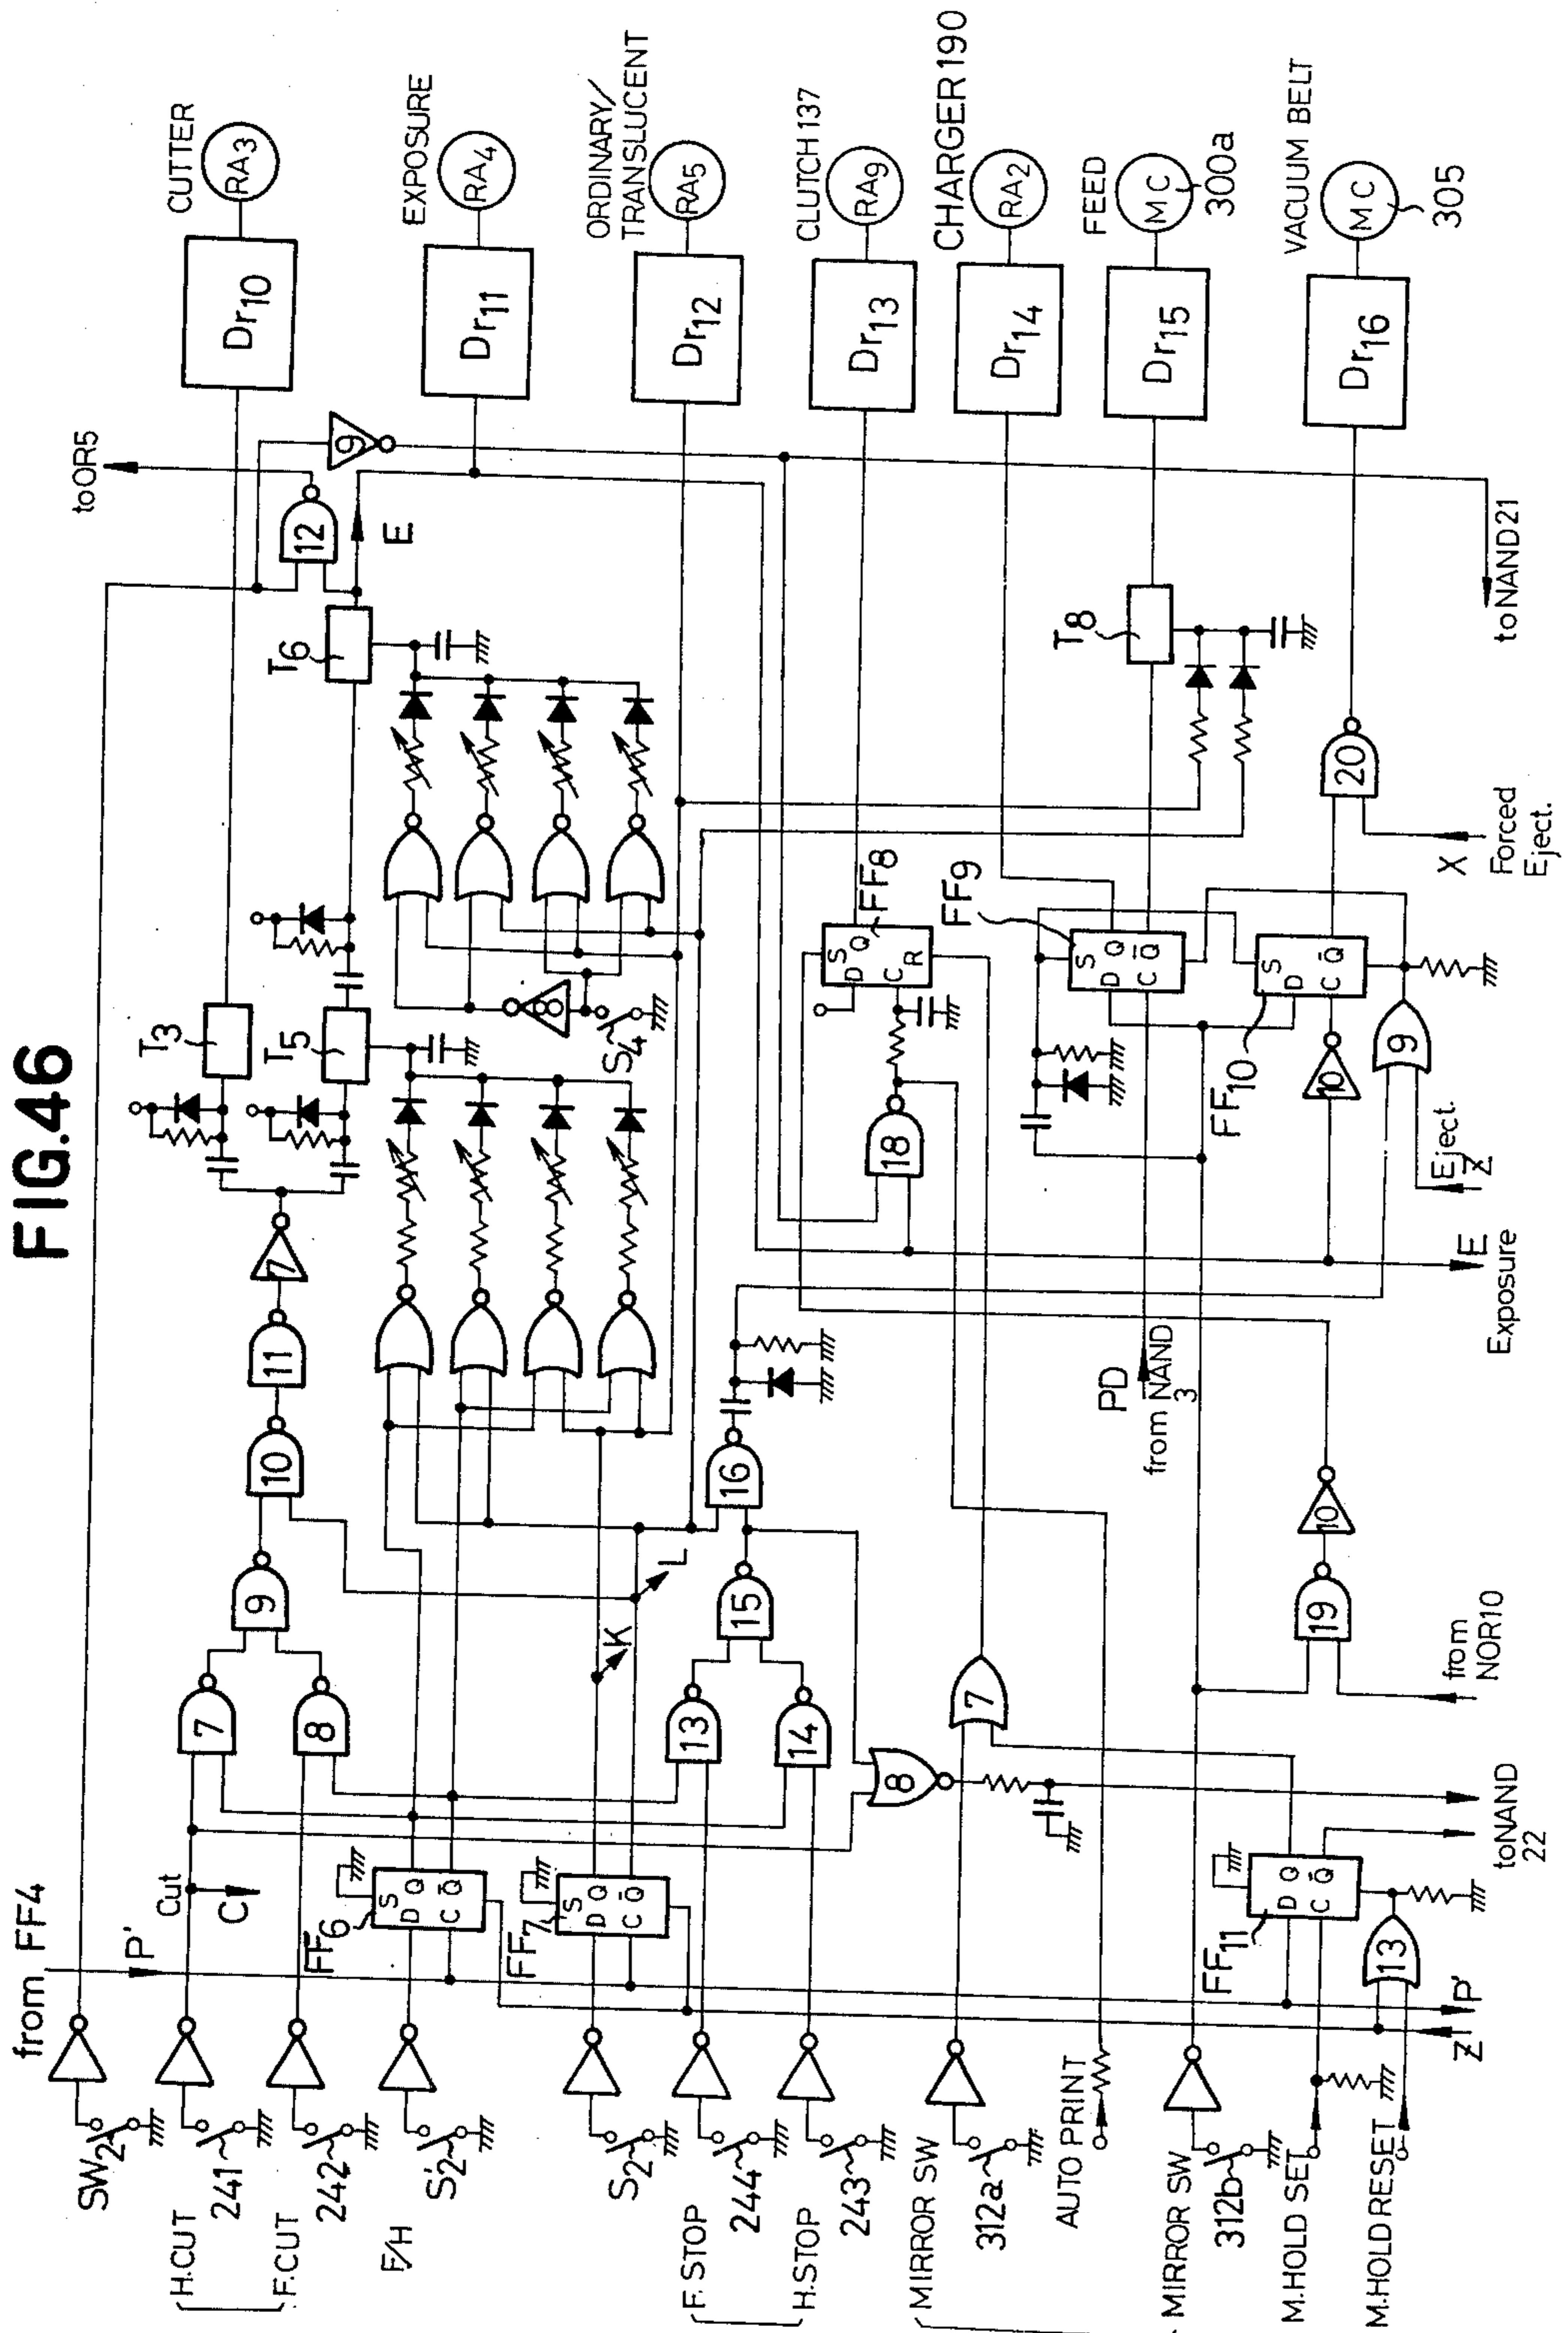 FIG.46
from FF4
P'
SW2
H.CUT
241
Cut
C
F.CUT
242
F/H
S'2
FF6
S
D Q
C Q̄
S2
FF7
S
D Q
C Q̄
K
L
F. STOP
244
H.STOP
243
MIRROR SW
312a
AUTO PRINT
MIRROR SW
312b
M.HOLD SET
M.HOLD RESET
FF11
D Q
C Q̄
13
Z
P'
to NAND
22
from
NOR10
7
8
9
10
11
7
13
14
15
16
8
7
19
10
T3
T5
T6
S4
8
12
E
to OR5
9
18
FF8
S
D Q
C
R
FF9
S
D Q
C Q̄
PD
from NAND
3
FF10
S
D
C Q̄
10
9
E
Exposure
Eject.
Z
X
Forced
Eject.
20
T8
to NAND21
Dr10
CUTTER
RA3
Dr11
EXPOSURE
RA4
Dr12
ORDINARY/
TRANSLUCENT
RA5
Dr13
CLUTCH 137
RA9
Dr14
CHARGER 190
RA2
Dr15
FEED
MC
300a
Dr16
VACUUM BELT
MC
305